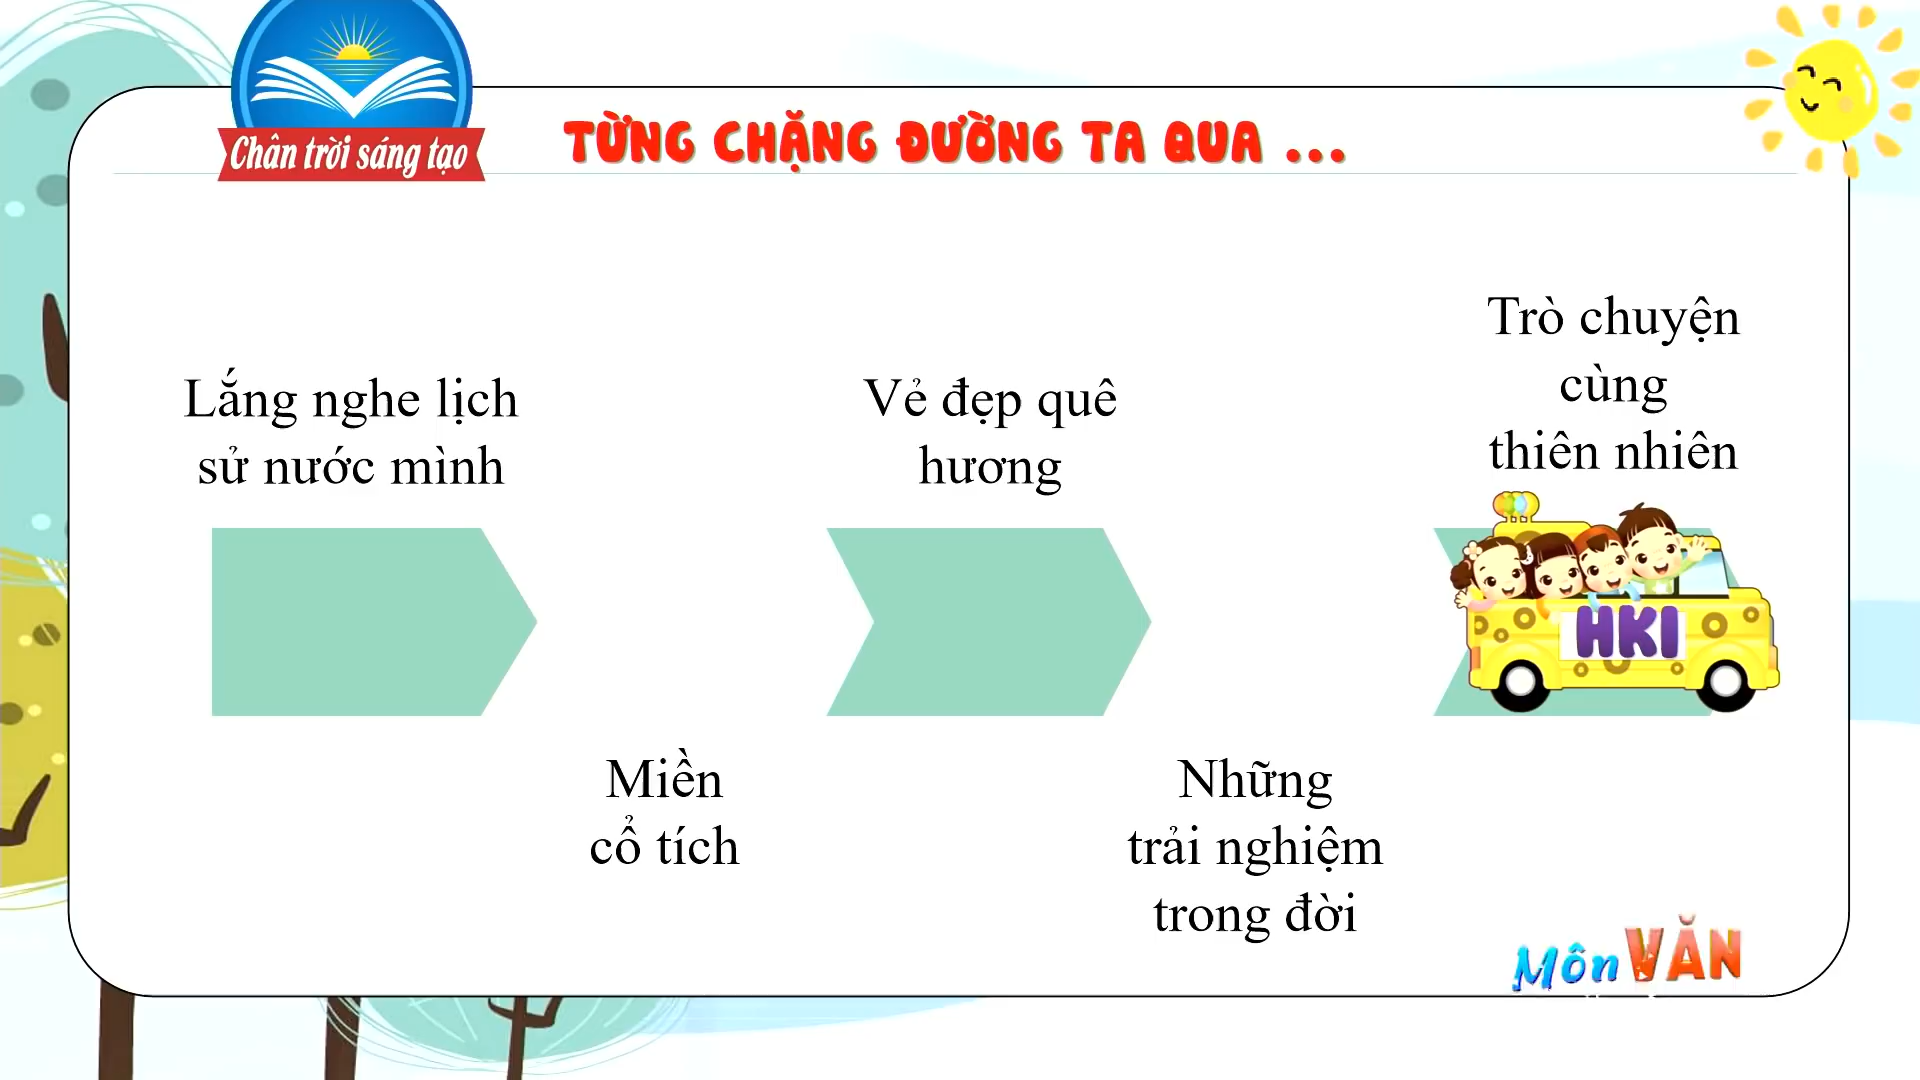 Chân trời sáng tạo
TỪNG CHẶNG ĐƯỜNG TA QUA ...
Lắng nghe lịch
sử nước mình
Miền
cổ tích
Vẻ đẹp quê
hương
Những
trải nghiệm
trong đời
Trò chuyện
cùng
thiên nhiên
HKI
Môn VĂN